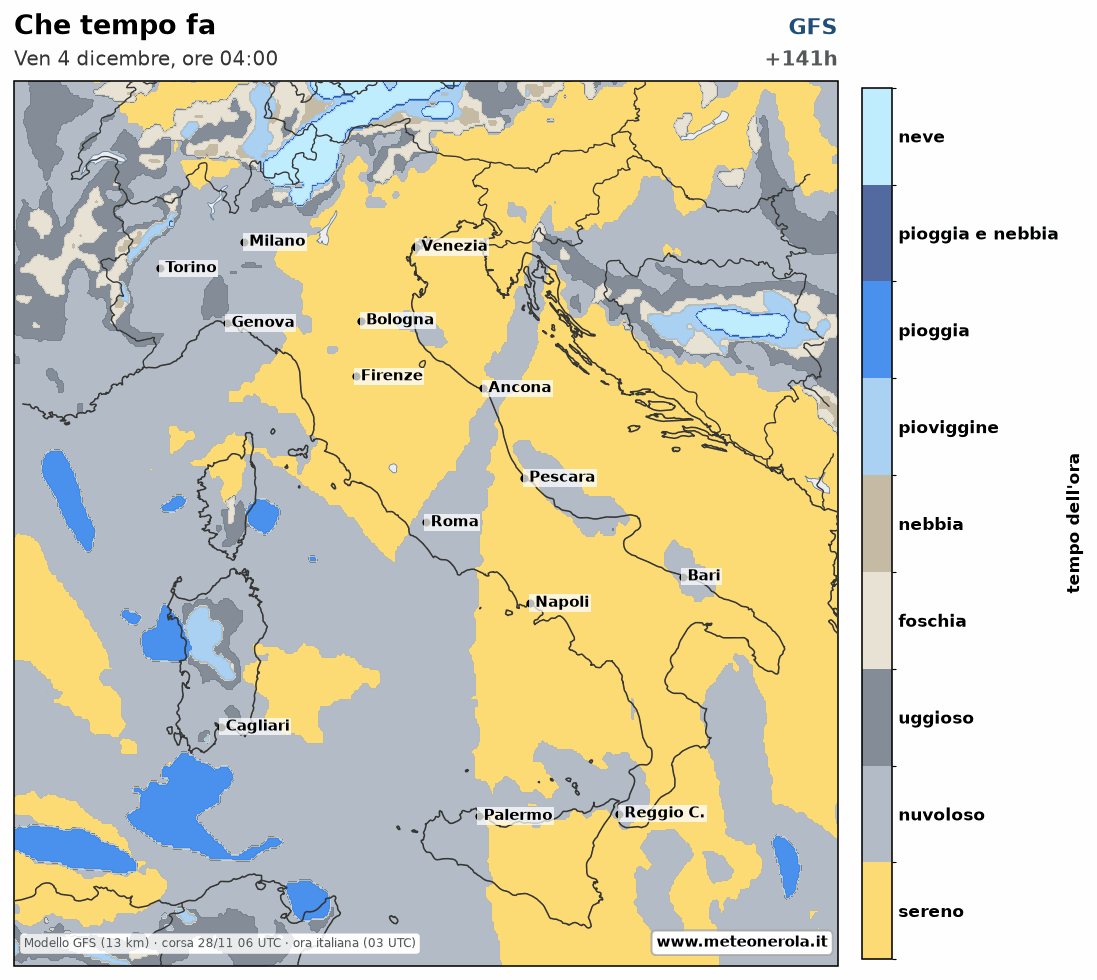 Che tempo fa
GFS
Ven 4 dicembre, ore 04:00
+141h
neve
pioggia e nebbia
pioggia
pioviggine
nebbia
foschia
uggioso
nuvoloso
sereno
tempo dell'ora
Milano
Venezia
Torino
Genova
Bologna
Firenze
Ancona
Pescara
Roma
Bari
Napoli
Cagliari
Palermo
Reggio C.
Modello GFS (13 km) · corsa 28/11 06 UTC · ora italiana (03 UTC)
www.meteonerola.it